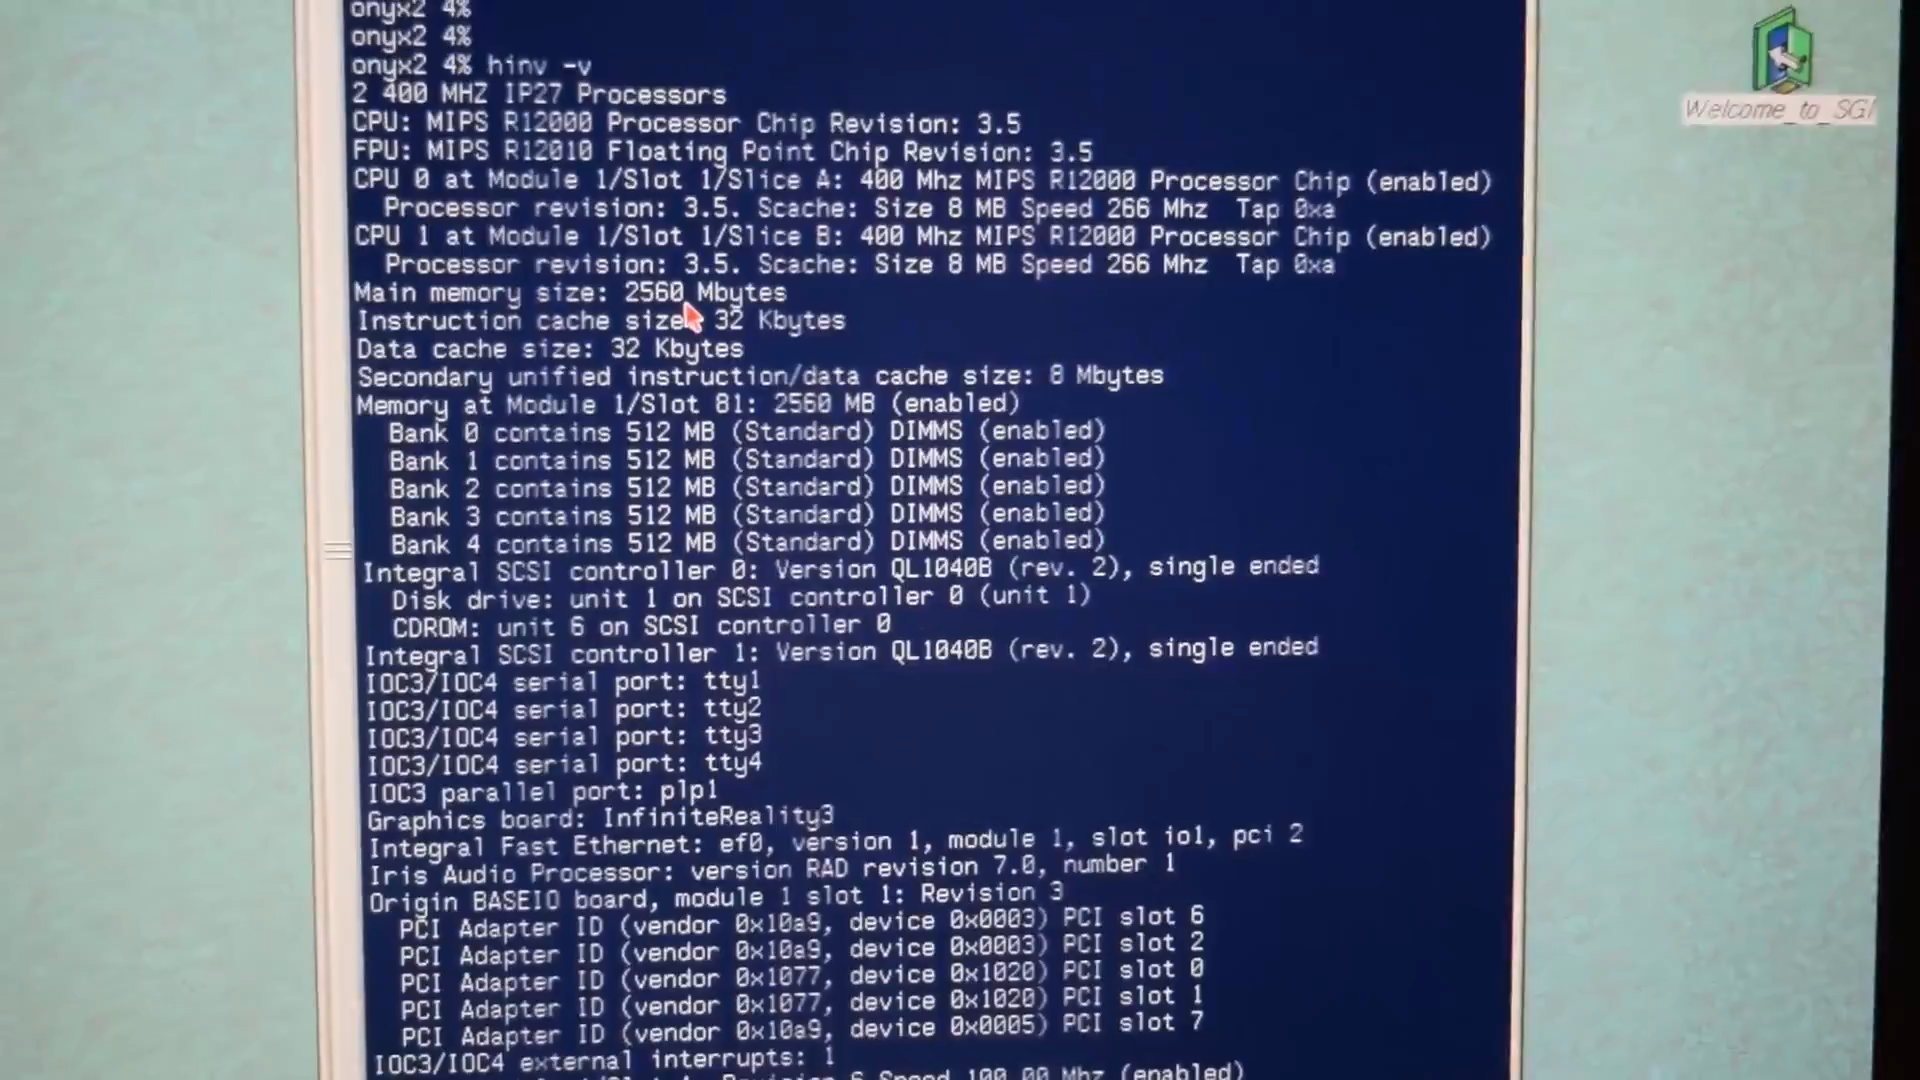 onyx2 4%
onyx2 4%
onyx2 4% hinv -v
2 400 MHZ IP27 Processors
CPU: MIPS R12000 Processor Chip Revision: 3.5
FPU: MIPS R12010 Floating Point Chip Revision: 3.5
CPU 0 at Module 1/Slot 1/Slice A: 400 Mhz MIPS R12000 Processor Chip (enabled)
Processor revision: 3.5. Scache: Size 8 MB Speed 266 Mhz Tap 0xa
CPU 1 at Module 1/Slot 1/Slice B: 400 Mhz MIPS R12000 Processor Chip (enabled)
Processor revision: 3.5. Scache: Size 8 MB Speed 266 Mhz Tap 0xa
Main memory size: 2560 Mbytes
Instruction cache size: 32 Kbytes
Data cache size: 32 Kbytes
Secondary unified instruction/data cache size: 8 Mbytes
Memory at Module 1/Slot 81: 2560 MB (enabled)
Bank 0 contains 512 MB (Standard) DIMMS (enabled)
Bank 1 contains 512 MB (Standard) DIMMS (enabled)
Bank 2 contains 512 MB (Standard) DIMMS (enabled)
Bank 3 contains 512 MB (Standard) DIMMS (enabled)
Bank 4 contains 512 MB (Standard) DIMMS (enabled)
Integral SCSI controller 0: Version QL1040B (rev. 2), single ended
Disk drive: unit 1 on SCSI controller 0 (unit 1)
CDROM: unit 6 on SCSI controller 0
Integral SCSI controller 1: Version QL1040B (rev. 2), single ended
IOC3/IOC4 serial port: tty1
IOC3/IOC4 serial port: tty2
IOC3/IOC4 serial port: tty3
IOC3/IOC4 serial port: tty4
IOC3 parallel port: plp1
Graphics board: InfiniteReality3
Integral Fast Ethernet: ef0, version 1, module 1, slot io1, pci 2
Iris Audio Processor: version RAD revision 7.0, number 1
Origin BASEIO board, module 1 slot 1: Revision 3
PCI Adapter ID (vendor 0x10a9, device 0x0003) PCI slot 6
PCI Adapter ID (vendor 0x10a9, device 0x0003) PCI slot 2
PCI Adapter ID (vendor 0x1077, device 0x1020) PCI slot 0
PCI Adapter ID (vendor 0x1077, device 0x1020) PCI slot 1
PCI Adapter ID (vendor 0x10a9, device 0x0005) PCI slot 7
IOC3/IOC4 external interrupts: 1
Speed 100.00 Mhz (enabled)
Welcome_to_SGI